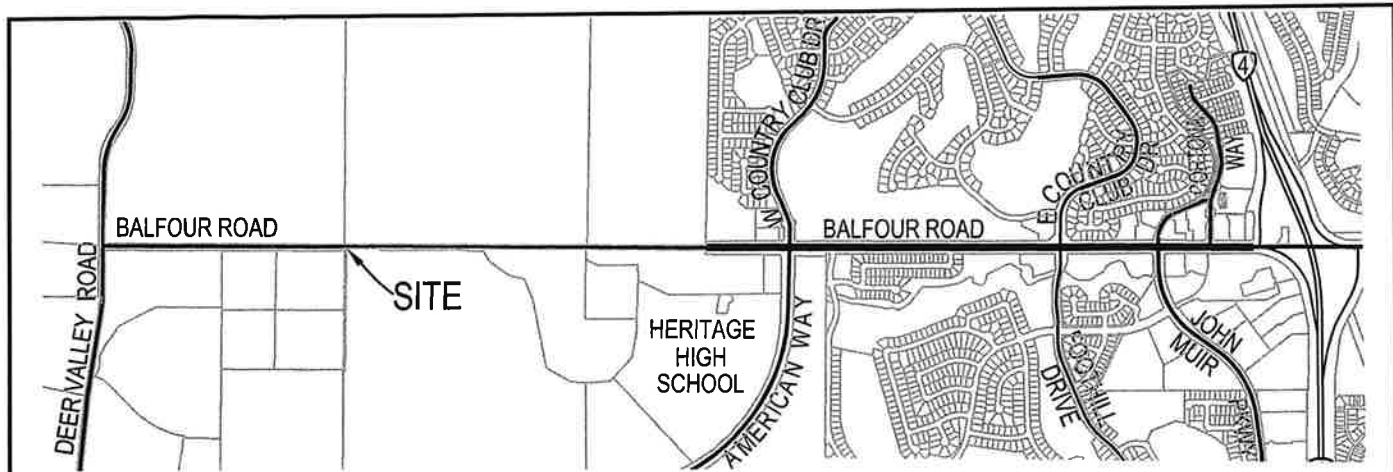 N COUNTRY CLUB DR
4
E COUNTRY
CLUB DR
CORTONA
WAY
BALFOUR ROAD
BALFOUR ROAD
DEER VALLEY ROAD
SITE
HERITAGE
HIGH
SCHOOL
AMERICAN WAY
FOOTHILL
DRIVE
JOHN
MUIR
PKWY